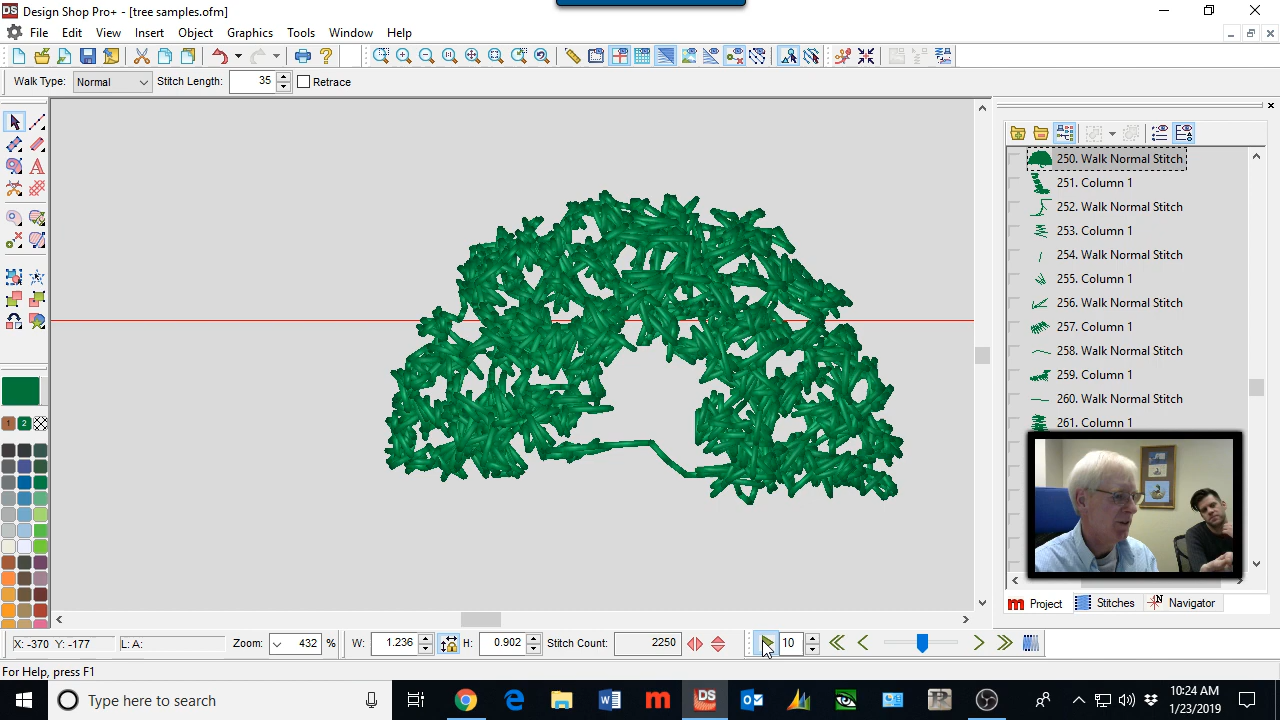 DS Design Shop Pro+ - [tree samples.ofm]
File Edit View Insert Object Graphics Tools Window Help
Walk Type: Normal Stitch Length: 35 Retrace
250. Walk Normal Stitch
251. Column 1
252. Walk Normal Stitch
253. Column 1
254. Walk Normal Stitch
255. Column 1
256. Walk Normal Stitch
257. Column 1
258. Walk Normal Stitch
259. Column 1
260. Walk Normal Stitch
261. Column 1
1 2
Project Stitches Navigator
X: -370 Y: -177 L: A: Zoom: 432 % W: 1.236 H: 0.902 Stitch Count: 2250 10
For Help, press F1
Type here to search
DS
10:24 AM
1/23/2019